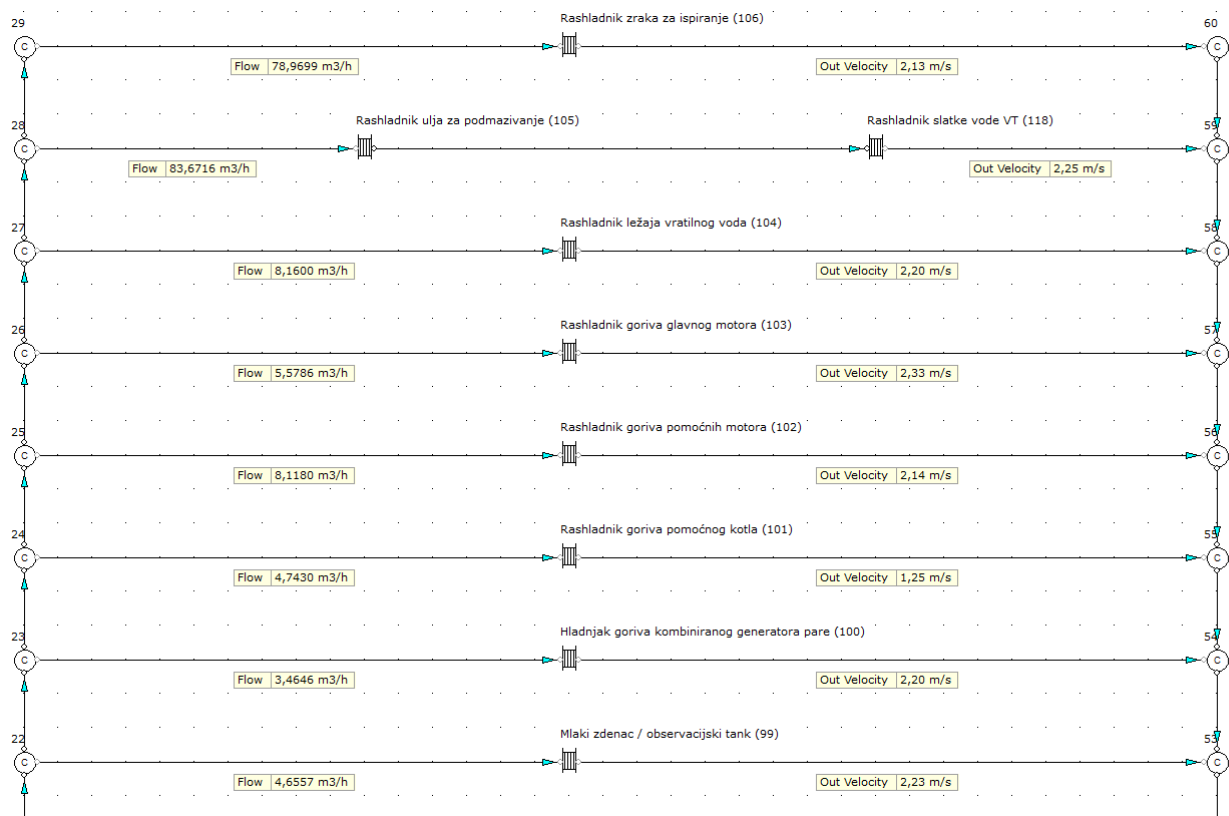 29
Rashladnik zraka za ispiranje (106)
60
C
C
Flow 78,9699 m3/h
Out Velocity 2,13 m/s
28
Rashladnik ulja za podmazivanje (105)
Rashladnik slatke vode VT (118)
59
C
C
Flow 83,6716 m3/h
Out Velocity 2,25 m/s
27
Rashladnik ležaja vratilnog voda (104)
58
C
C
Flow 8,1600 m3/h
Out Velocity 2,20 m/s
26
Rashladnik goriva glavnog motora (103)
57
C
C
Flow 5,5786 m3/h
Out Velocity 2,33 m/s
25
Rashladnik goriva pomoćnih motora (102)
56
C
C
Flow 8,1180 m3/h
Out Velocity 2,14 m/s
24
Rashladnik goriva pomoćnog kotla (101)
55
C
C
Flow 4,7430 m3/h
Out Velocity 1,25 m/s
23
Hladnjak goriva kombiniranog generatora pare (100)
54
C
C
Flow 3,4646 m3/h
Out Velocity 2,20 m/s
22
Mlaki zdenac / observacijski tank (99)
53
C
C
Flow 4,6557 m3/h
Out Velocity 2,23 m/s